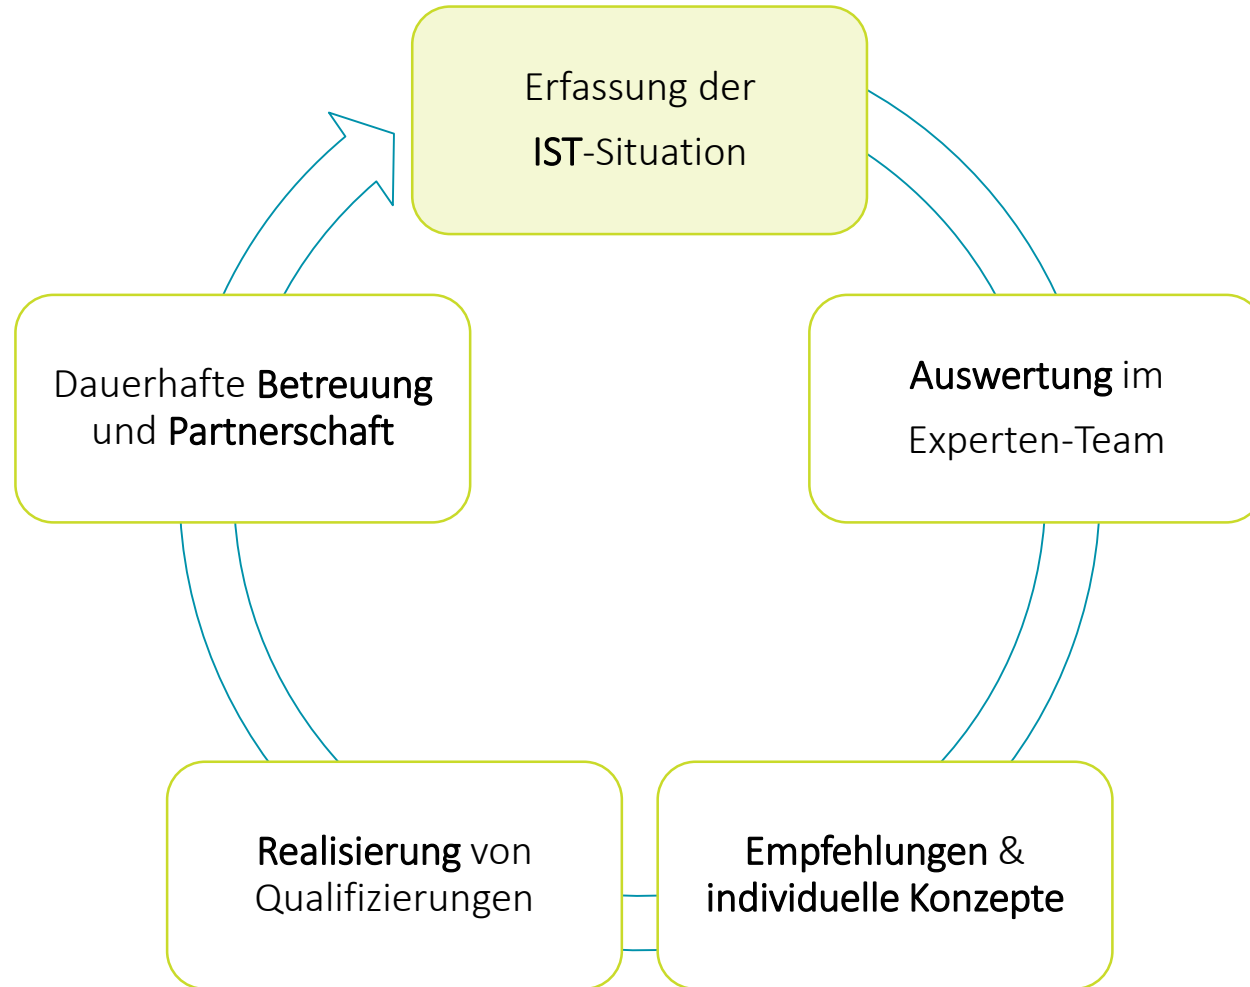 Erfassung der
IST-Situation
Auswertung im
Experten-Team
Empfehlungen &
individuelle Konzepte
Realisierung von
Qualifizierungen
Dauerhafte Betreuung
und Partnerschaft